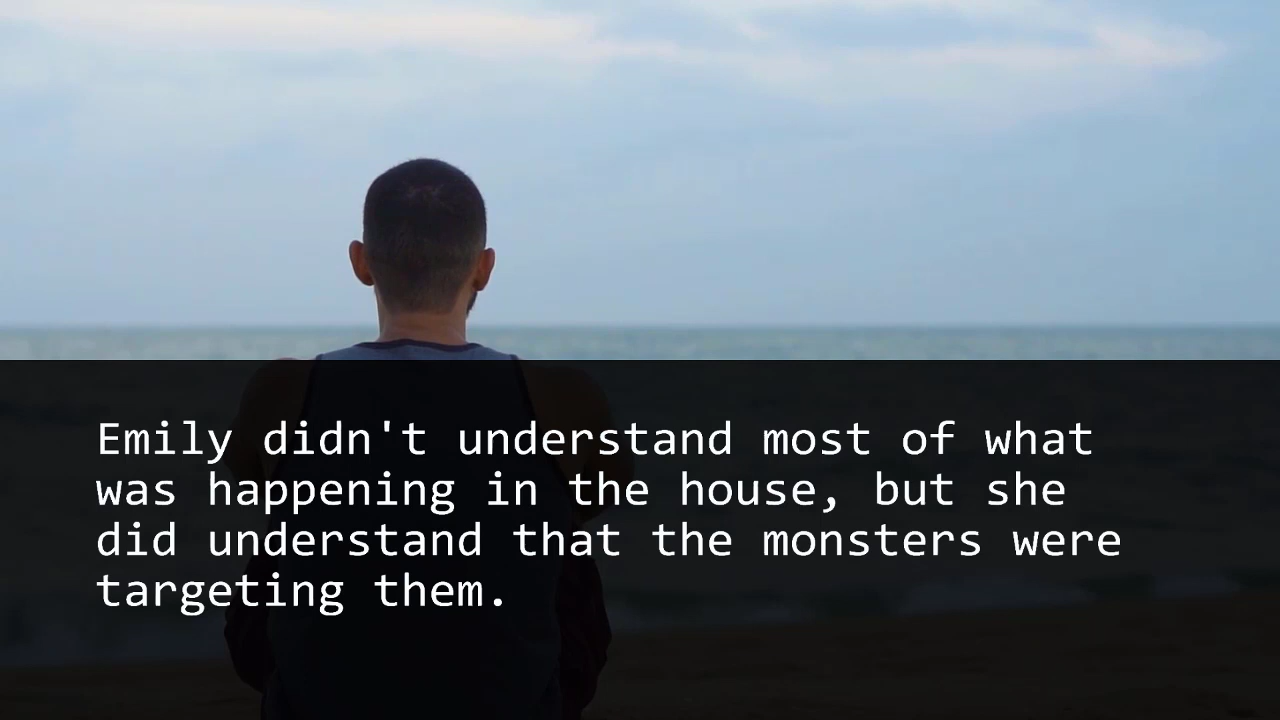 Emily didn't understand most of what
was happening in the house, but she
did understand that the monsters were
targeting them.